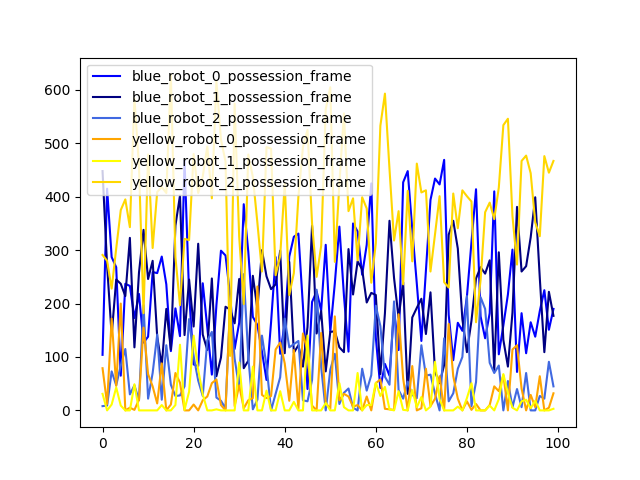 blue_robot_0_possession_frame
blue_robot_1_possession_frame
blue_robot_2_possession_frame
yellow_robot_0_possession_frame
yellow_robot_1_possession_frame
yellow_robot_2_possession_frame
600
500
400
300
200
100
0
0 20 40 60 80 100